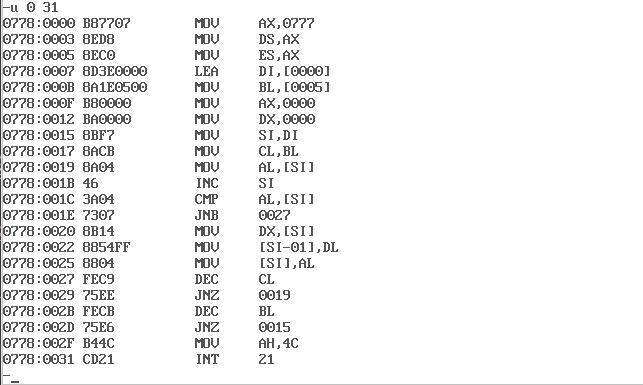 -u 0 31
0778:0000 B87707 MOV AX,0777
0778:0003 8ED8 MOV DS,AX
0778:0005 8EC0 MOV ES,AX
0778:0007 8D3E0000 LEA DI,[0000]
0778:000B 8A1E0500 MOV BL,[0005]
0778:000F B80000 MOV AX,0000
0778:0012 BA0000 MOV DX,0000
0778:0015 8BF7 MOV SI,DI
0778:0017 8ACB MOV CL,BL
0778:0019 8A04 MOV AL,[SI]
0778:001B 46 INC SI
0778:001C 3A04 CMP AL,[SI]
0778:001E 7307 JNB 0027
0778:0020 8B14 MOV DX,[SI]
0778:0022 8854FF MOV [SI-01],DL
0778:0025 8804 MOV [SI],AL
0778:0027 FEC9 DEC CL
0778:0029 75EE JNZ 0019
0778:002B FECB DEC BL
0778:002D 75E6 JNZ 0015
0778:002F B44C MOV AH,4C
0778:0031 CD21 INT 21
-_